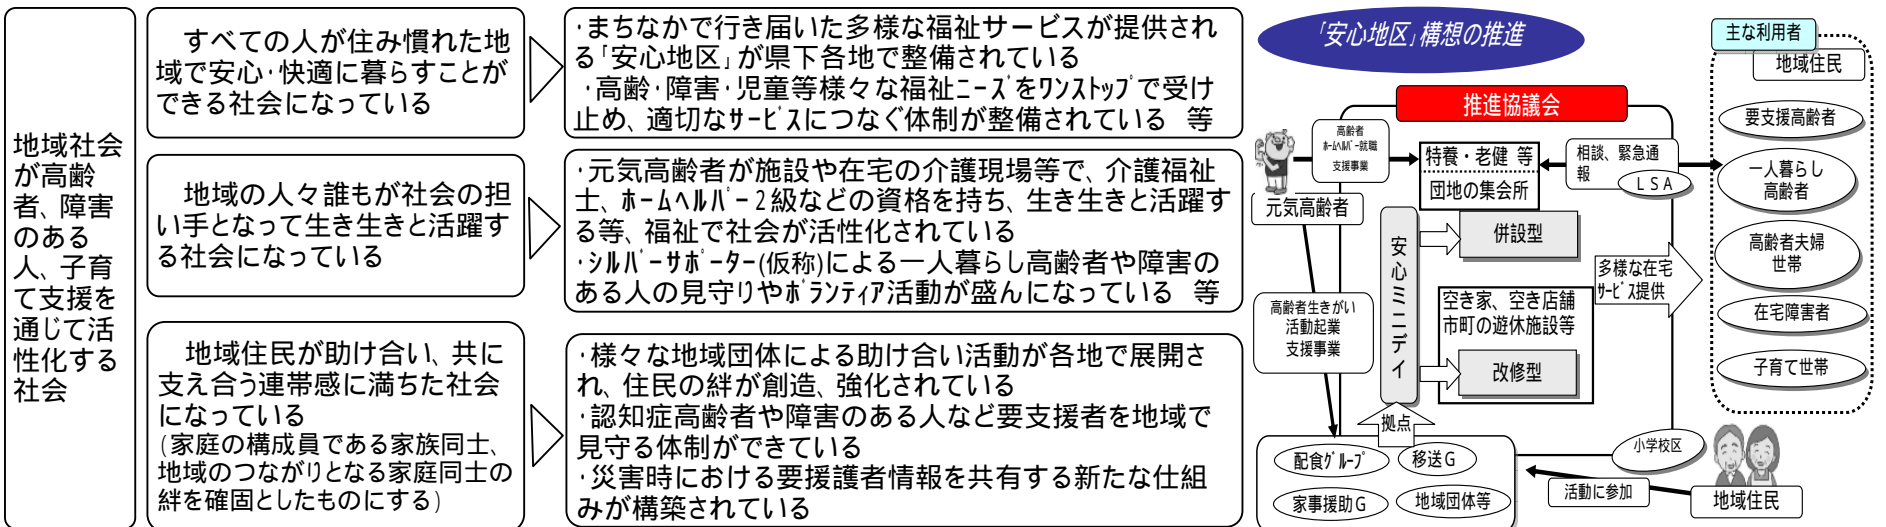 地域社会
が高齢
者、障害
のある
人、子育
て支援を
通じて活
性化する
社会
すべての人が住み慣れた地
域で安心・快適に暮らすことが
できる社会になっている
・まちなかで行き届いた多様な福祉サービスが提供され
る「安心地区」が県下各地で整備されている
・高齢・障害・児童等様々な福祉ニーズをワンストップで受け
止め、適切なサービスにつなぐ体制が整備されている 等
地域の人々誰もが社会の担
い手となって生き生きと活躍す
る社会になっている
・元気高齢者が施設や在宅の介護現場等で、介護福祉
士、ホームヘルパー2級などの資格を持ち、生き生きと活躍す
る等、福祉で社会が活性化されている
・シルバーサポーター(仮称)による一人暮らし高齢者や障害の
ある人の見守りやボランティア活動が盛んになっている 等
地域住民が助け合い、共に
支え合う連帯感に満ちた社会
になっている
(家庭の構成員である家族同士、
地域のつながりとなる家庭同士の
絆を確固としたものにする)
・様々な地域団体による助け合い活動が各地で展開さ
れ、住民の絆が創造、強化されている
・認知症高齢者や障害のある人など要支援者を地域で
見守る体制ができている
・災害時における要援護者情報を共有する新たな仕組
みが構築されている
「安心地区」構想の推進
主な利用者
地域住民
推進協議会
要支援高齢者
高齢者
ホームヘルパー就職
支援事業
特養・老健 等
団地の集会所
相談、緊急通
報
LSA
一人暮らし
高齢者
元気高齢者
安心ミニデイ
併設型
高齢者夫婦
世帯
多様な在宅
サービス提供
高齢者生きがい
活動起業
支援事業
空き家、空き店舗
市町の遊休施設等
改修型
在宅障害者
子育て世帯
拠点
小学校区
配食グループ
移送G
家事援助G
地域団体等
活動に参加
地域住民